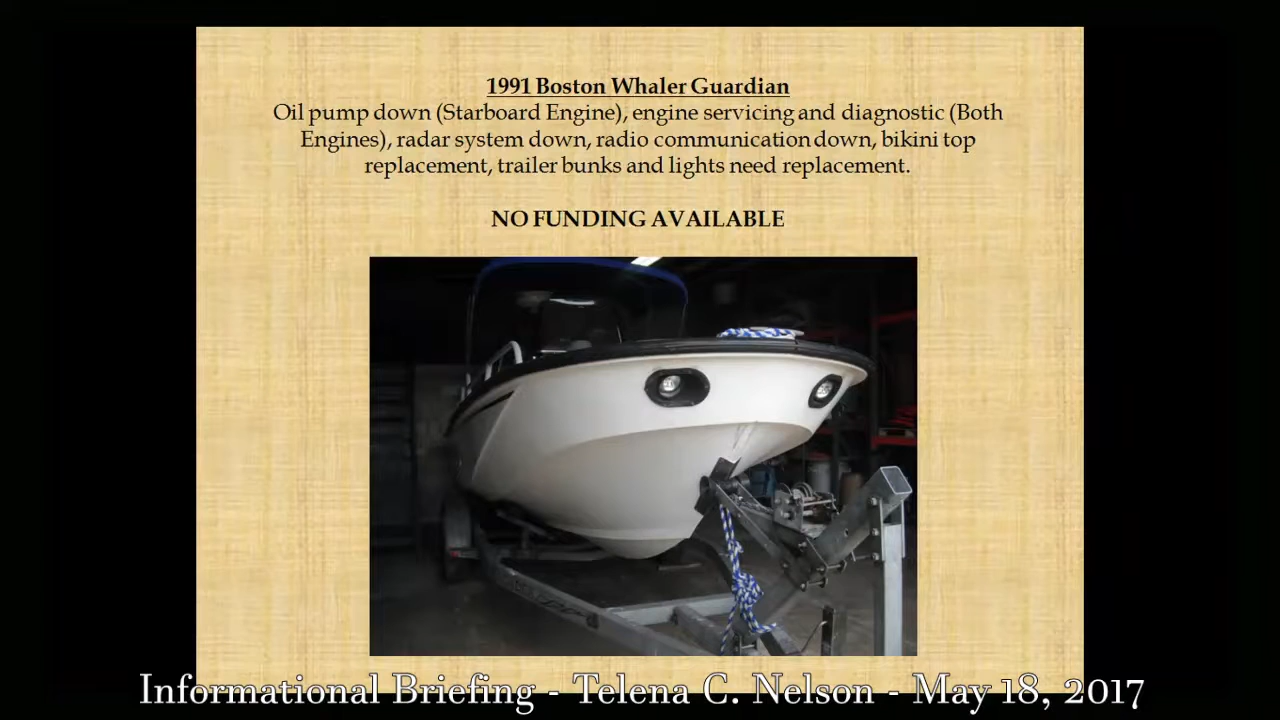 1991 Boston Whaler Guardian
Oil pump down (Starboard Engine), engine servicing and diagnostic (Both
Engines), radar system down, radio communication down, bikini top
replacement, trailer bunks and lights need replacement.
NO FUNDING AVAILABLE
Informational Briefing - Telena C. Nelson - May 18, 2017